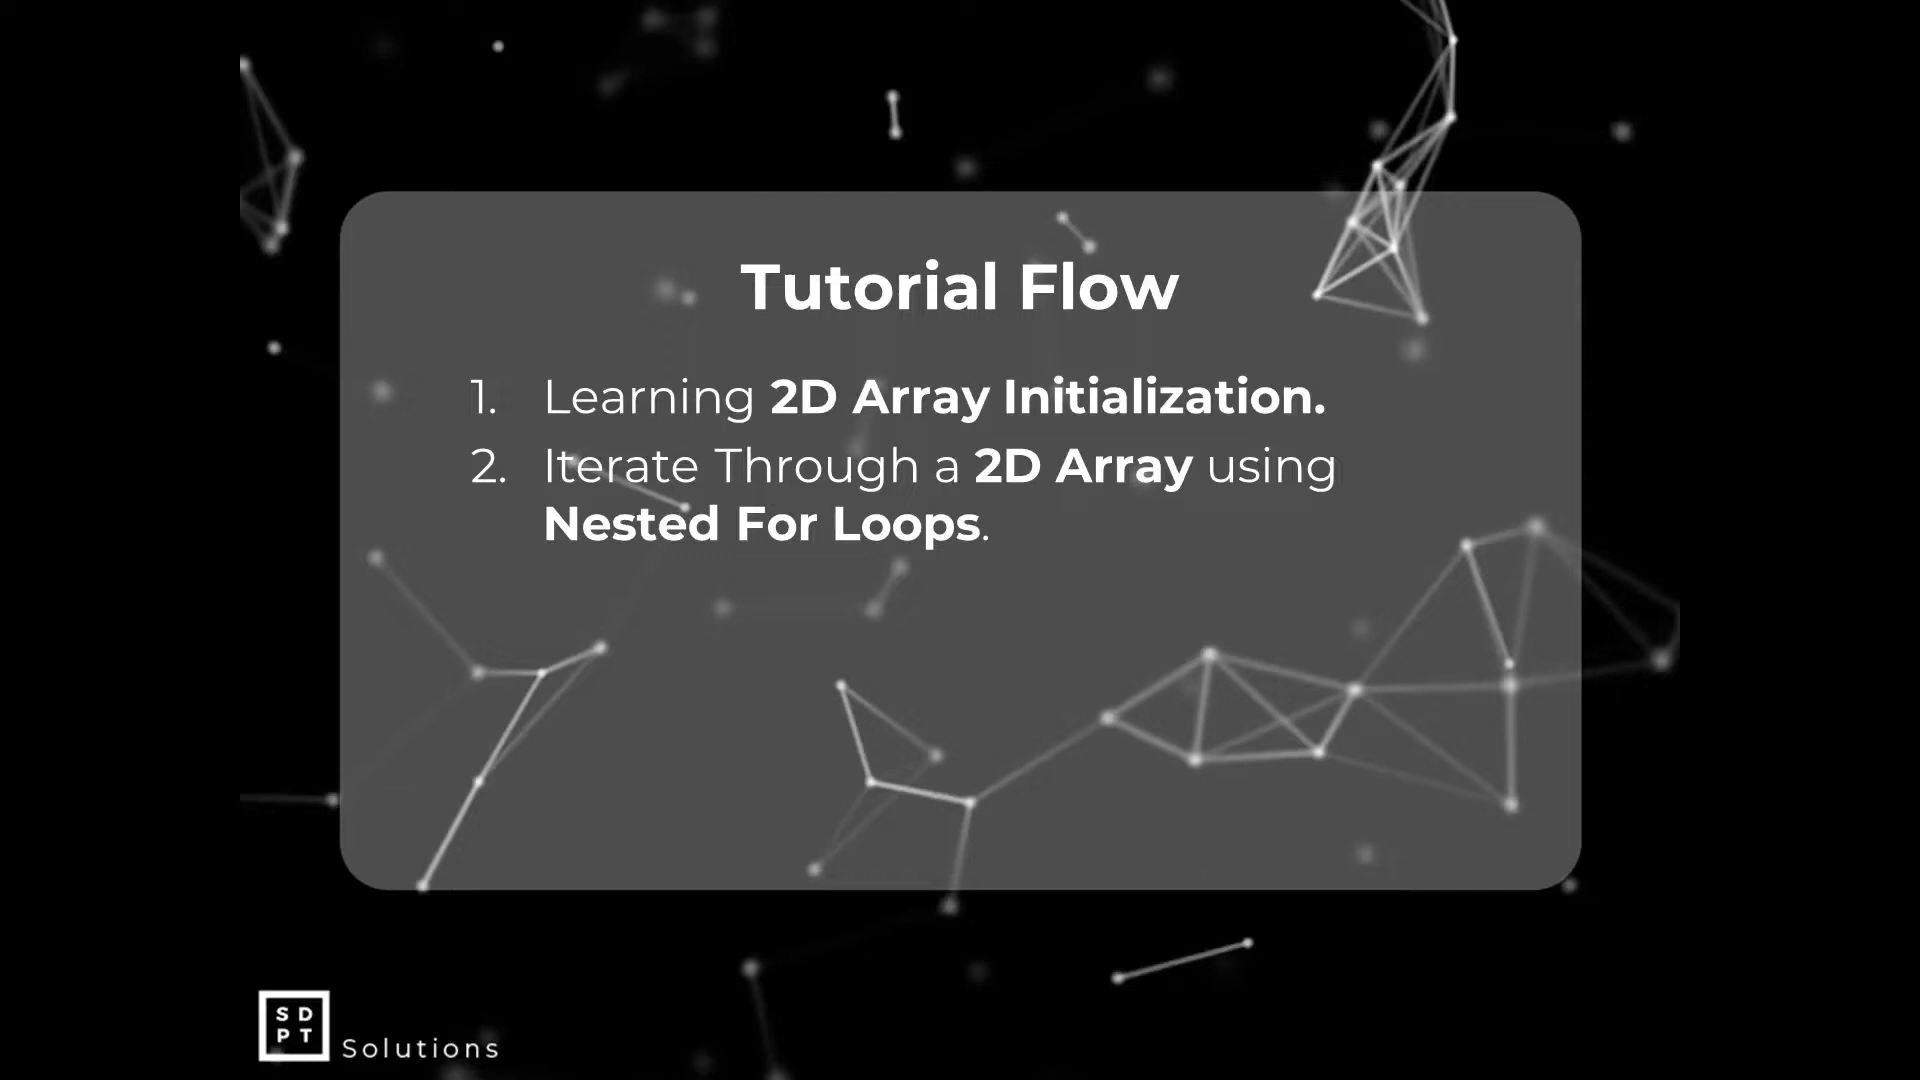 Tutorial Flow
1. Learning 2D Array Initialization.
2. Iterate Through a 2D Array using
Nested For Loops.
S D
P T
Solutions